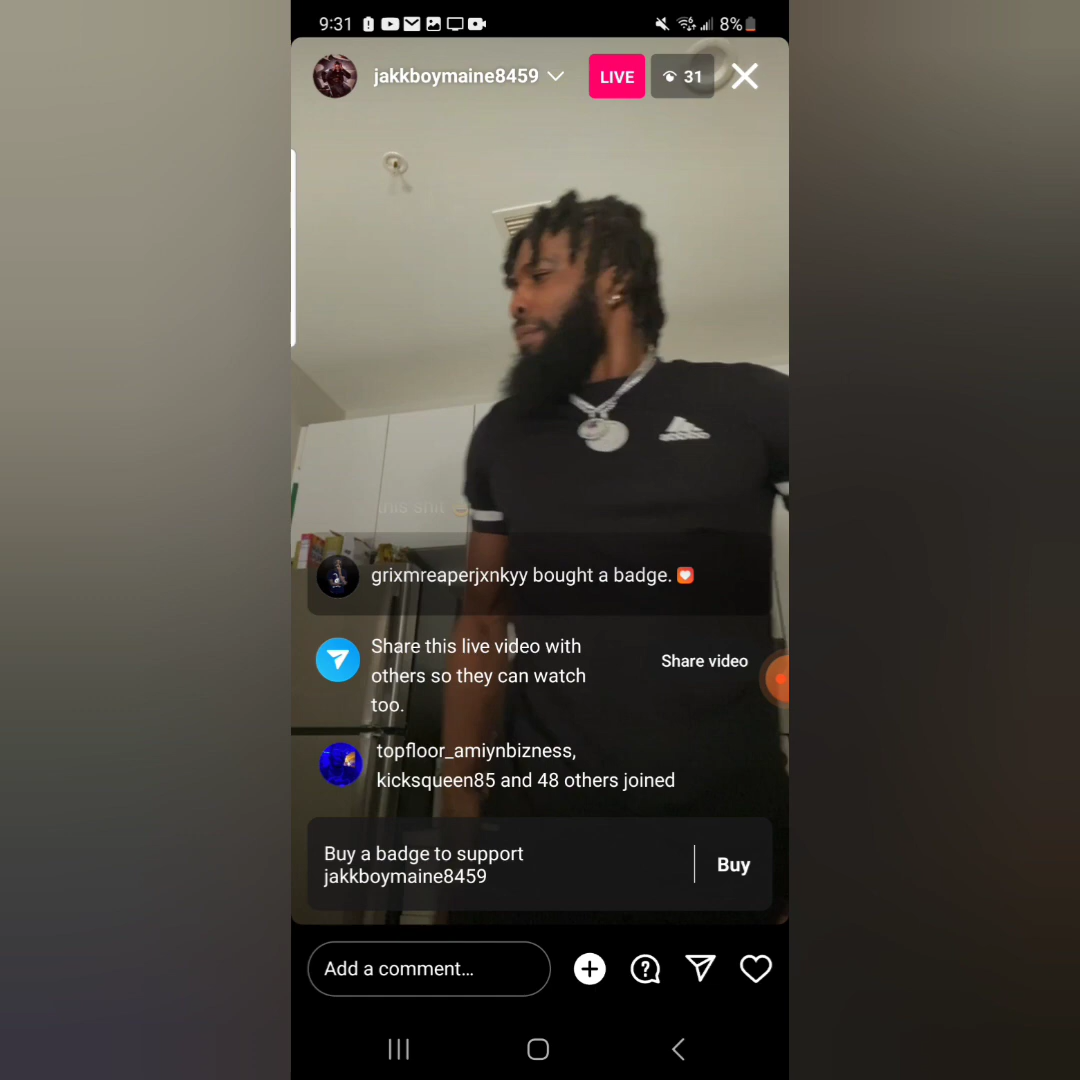 9:31
8%
jakkboymaine8459
LIVE
31
grixmreaperjxnkyy bought a badge.
Share this live video with
others so they can watch
too.
Share video
topfloor_amiynbizness,
kicksqueen85 and 48 others joined
Buy a badge to support
jakkboymaine8459
Buy
Add a comment...